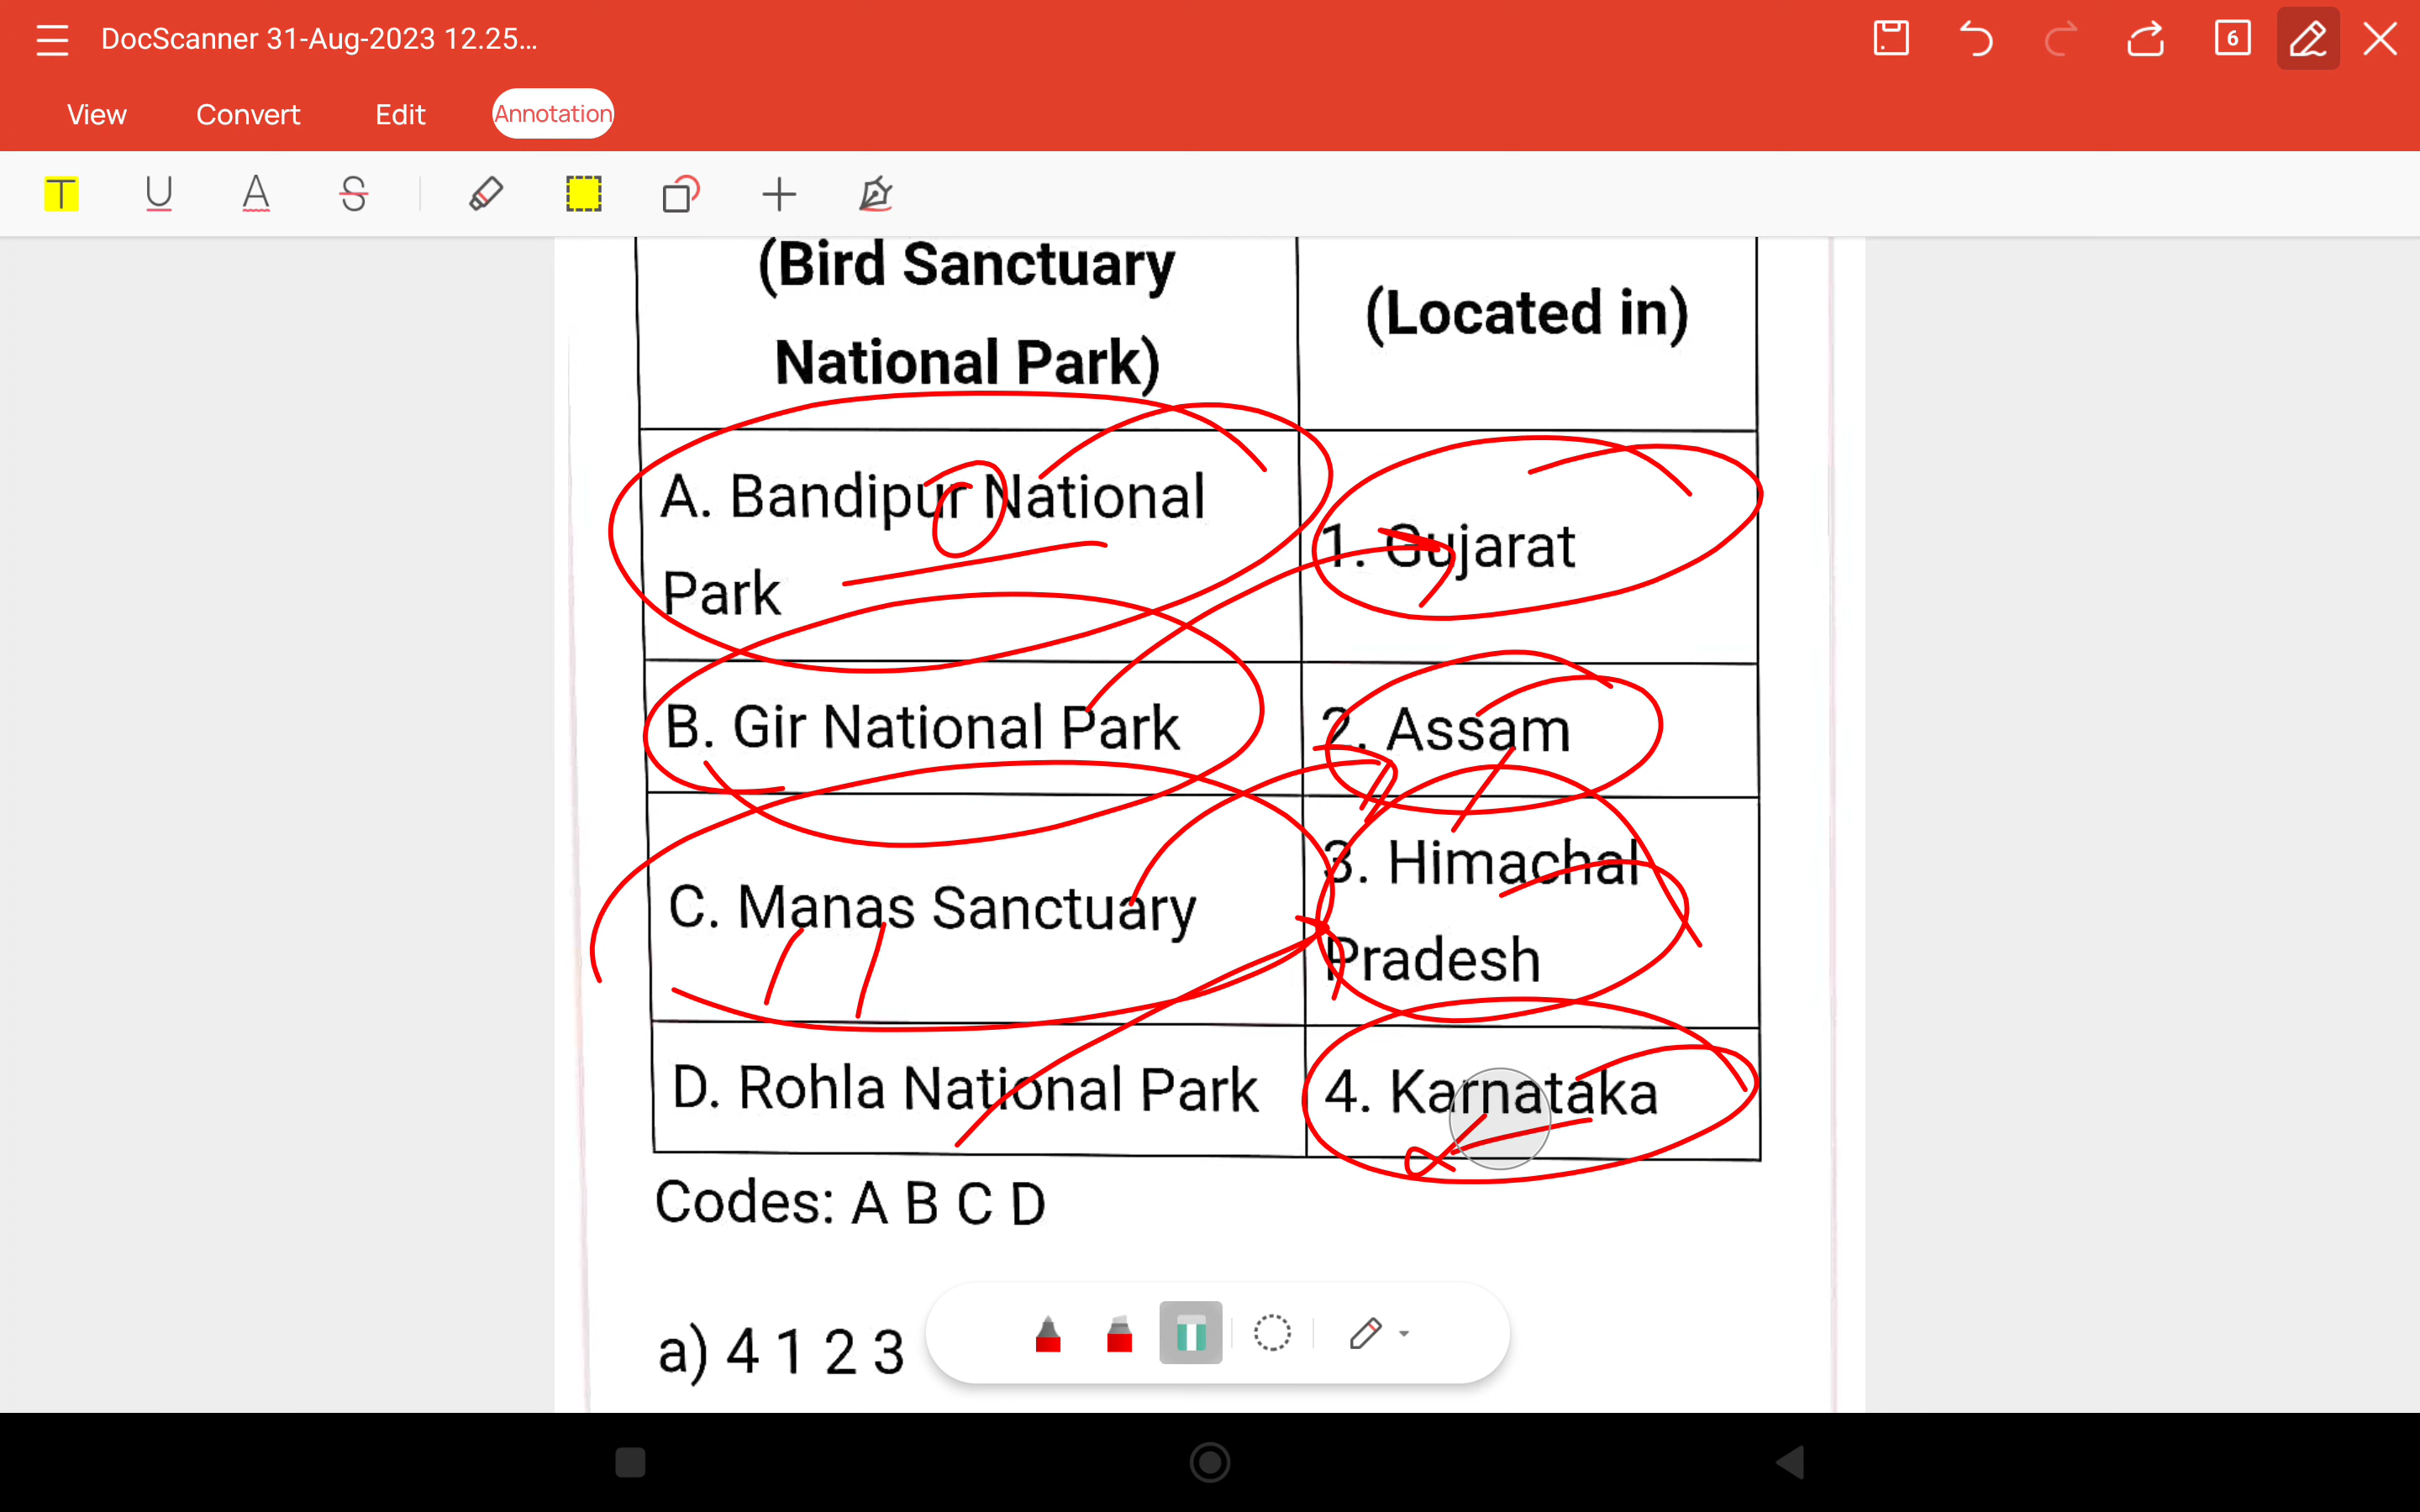 DocScanner 31-Aug-2023 12.25...
6
View Convert Edit Annotation
T U A S
(Bird Sanctuary
National Park)
(Located in)
A. Bandipur National
Park
1. Gujarat
B. Gir National Park
2. Assam
C. Manas Sanctuary
3. Himachal
Pradesh
D. Rohla National Park
4. Karnataka
Codes: A B C D
a) 4 1 2 3